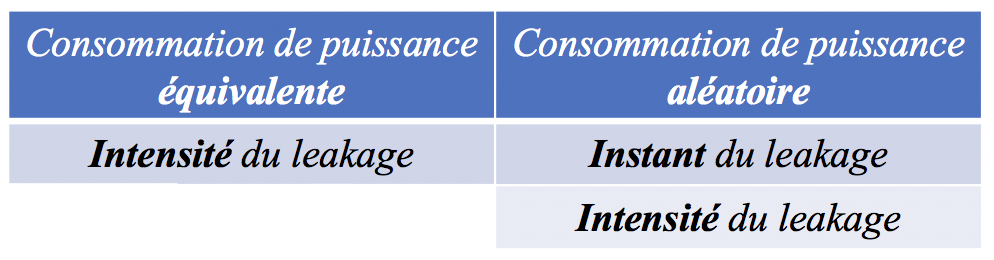 Consommation de puissance
équivalente
Consommation de puissance
aléatoire
Intensité du leakage
Instant du leakage
Intensité du leakage